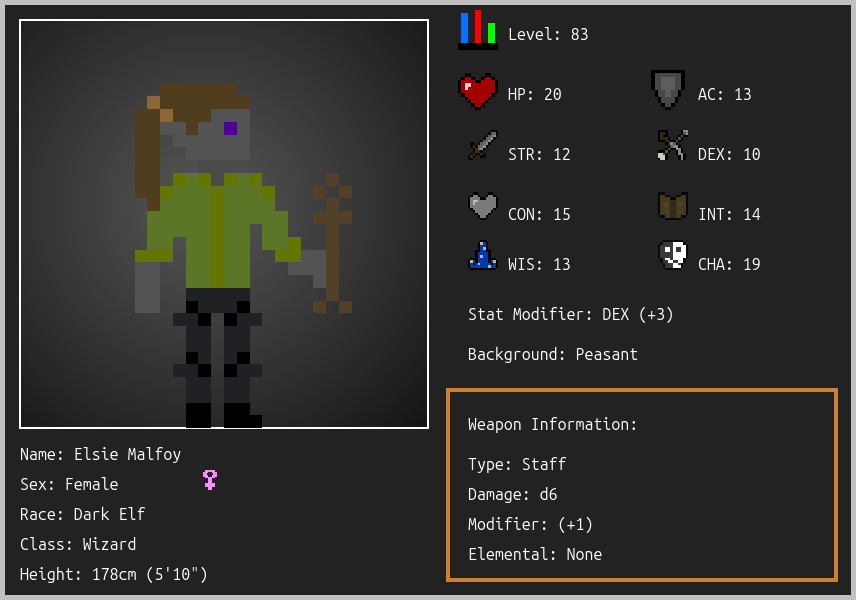 Level: 83
HP: 20
AC: 13
STR: 12
DEX: 10
CON: 15
INT: 14
WIS: 13
CHA: 19
Stat Modifier: DEX (+3)
Background: Peasant
Weapon Information:
Type: Staff
Damage: d6
Modifier: (+1)
Elemental: None
Name: Elsie Malfoy
Sex: Female
Race: Dark Elf
Class: Wizard
Height: 178cm (5'10")